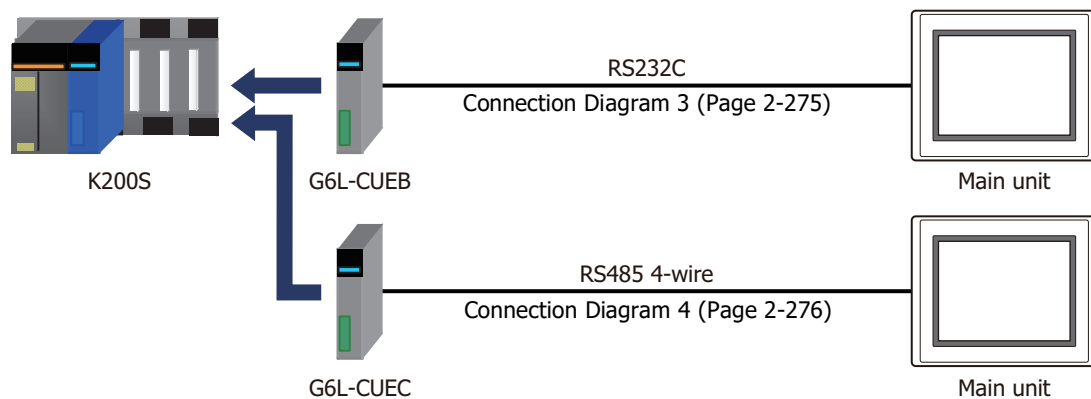 RS232C
Connection Diagram 3 (Page 2-275)
K200S
G6L-CUEB
Main unit
RS485 4-wire
Connection Diagram 4 (Page 2-276)
G6L-CUEC
Main unit